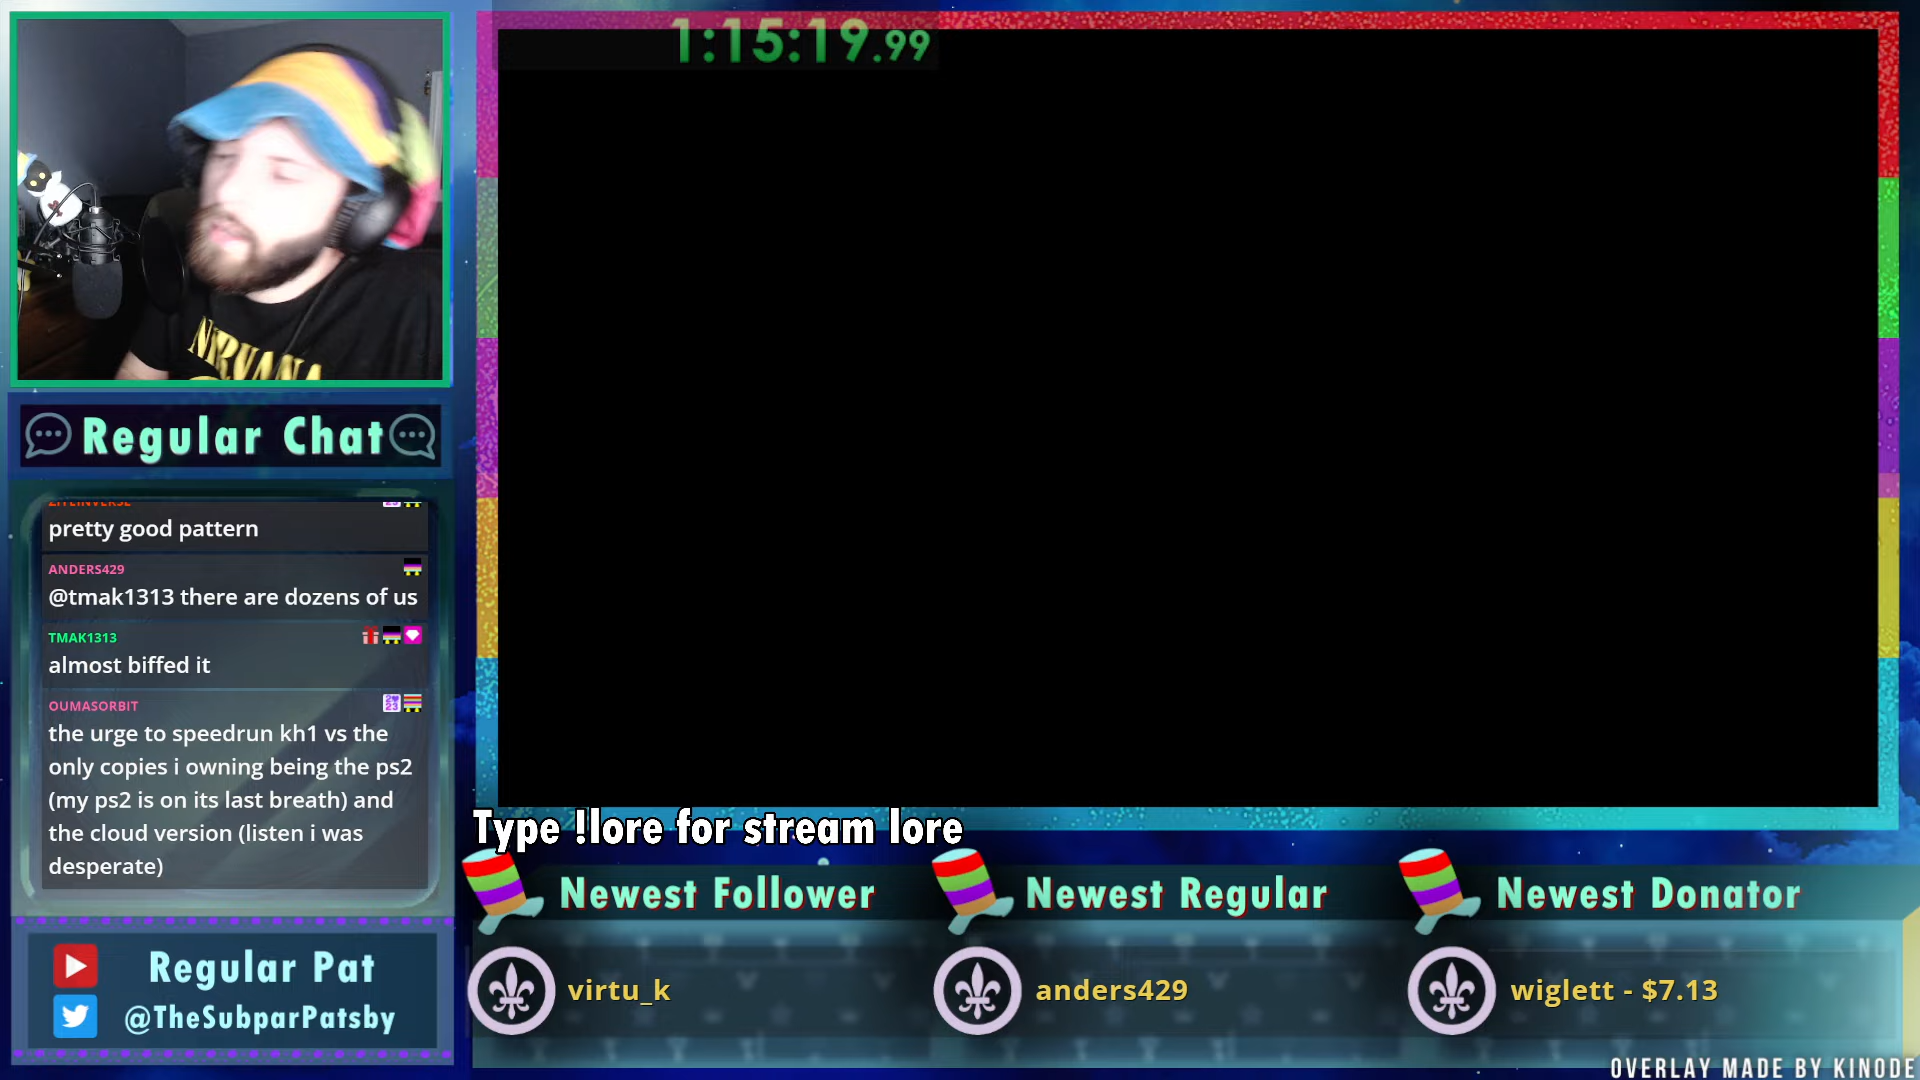 1:15:19.99
NIRVANA
Regular Chat
ZITEINVERSE
pretty good pattern
ANDERS429
@tmak1313 there are dozens of us
TMAK1313
almost biffed it
OUMASORBIT
the urge to speedrun kh1 vs the
only copies i owning being the ps2
(my ps2 is on its last breath) and
the cloud version (listen i was
desperate)
Regular Pat
@TheSubparPatsby
Type !lore for stream lore
Newest Follower
virtu_k
Newest Regular
anders429
Newest Donator
wiglett - $7.13
OVERLAY MADE BY KINODE